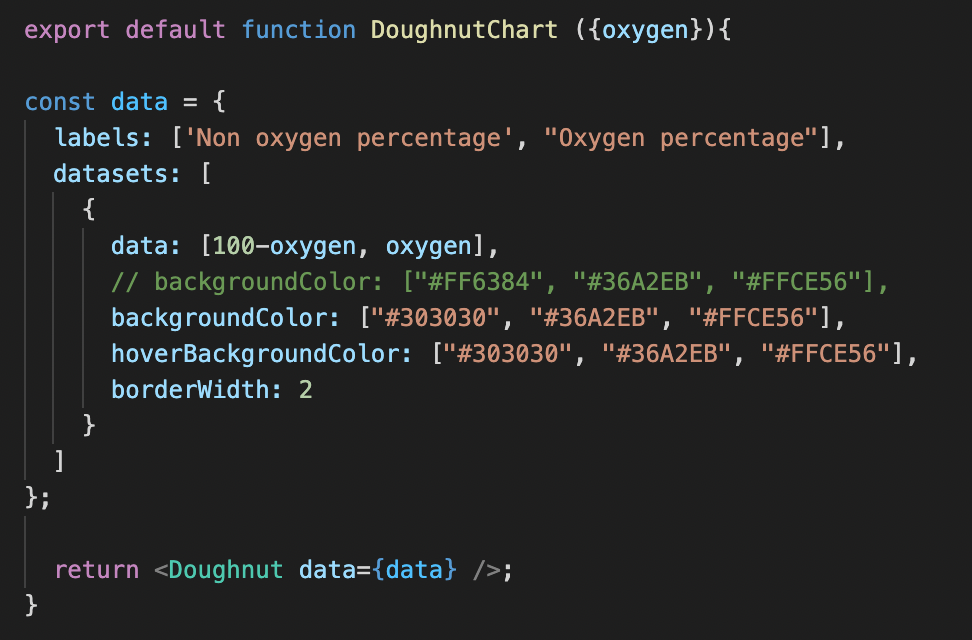 export default function DoughnutChart ({oxygen}){
const data = {
labels: ['Non oxygen percentage', "Oxygen percentage"],
datasets: [
{
data: [100-oxygen, oxygen],
// backgroundColor: ["#FF6384", "#36A2EB", "#FFCE56"],
backgroundColor: ["#303030", "#36A2EB", "#FFCE56"],
hoverBackgroundColor: ["#303030", "#36A2EB", "#FFCE56"],
borderWidth: 2
}
]
};
return <Doughnut data={data} />;
}